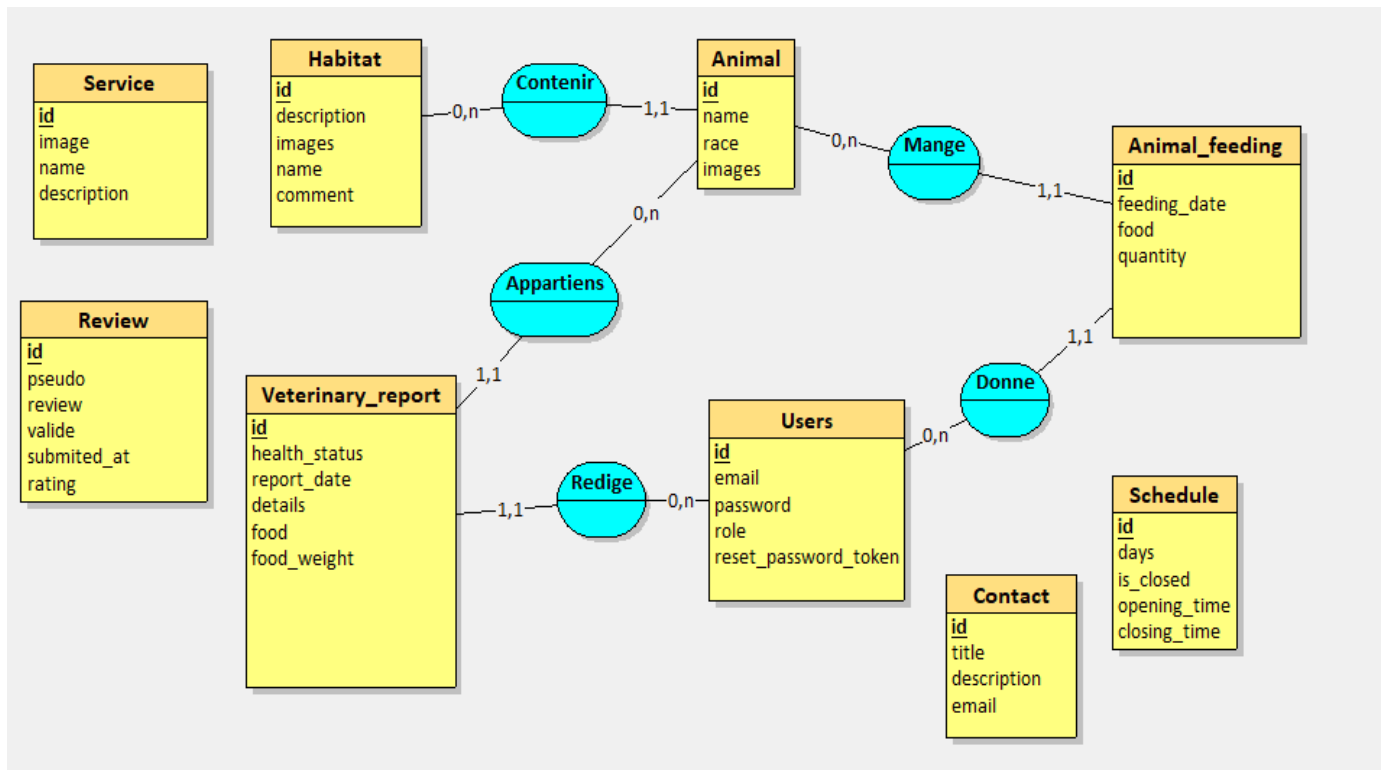 Service
id
image
name
description
Habitat
id
description
images
name
comment
0,n
Contenir
1,1
Animal
id
name
race
images
0,n
Mange
1,1
Animal_feeding
id
feeding_date
food
quantity
0,n
Appartiens
1,1
Review
id
pseudo
review
valide
submited_at
rating
Veterinary_report
id
health_status
report_date
details
food
food_weight
1,1
Redige
0,n
Users
id
email
password
role
reset_password_token
0,n
Donne
1,1
Contact
id
title
description
email
Schedule
id
days
is_closed
opening_time
closing_time